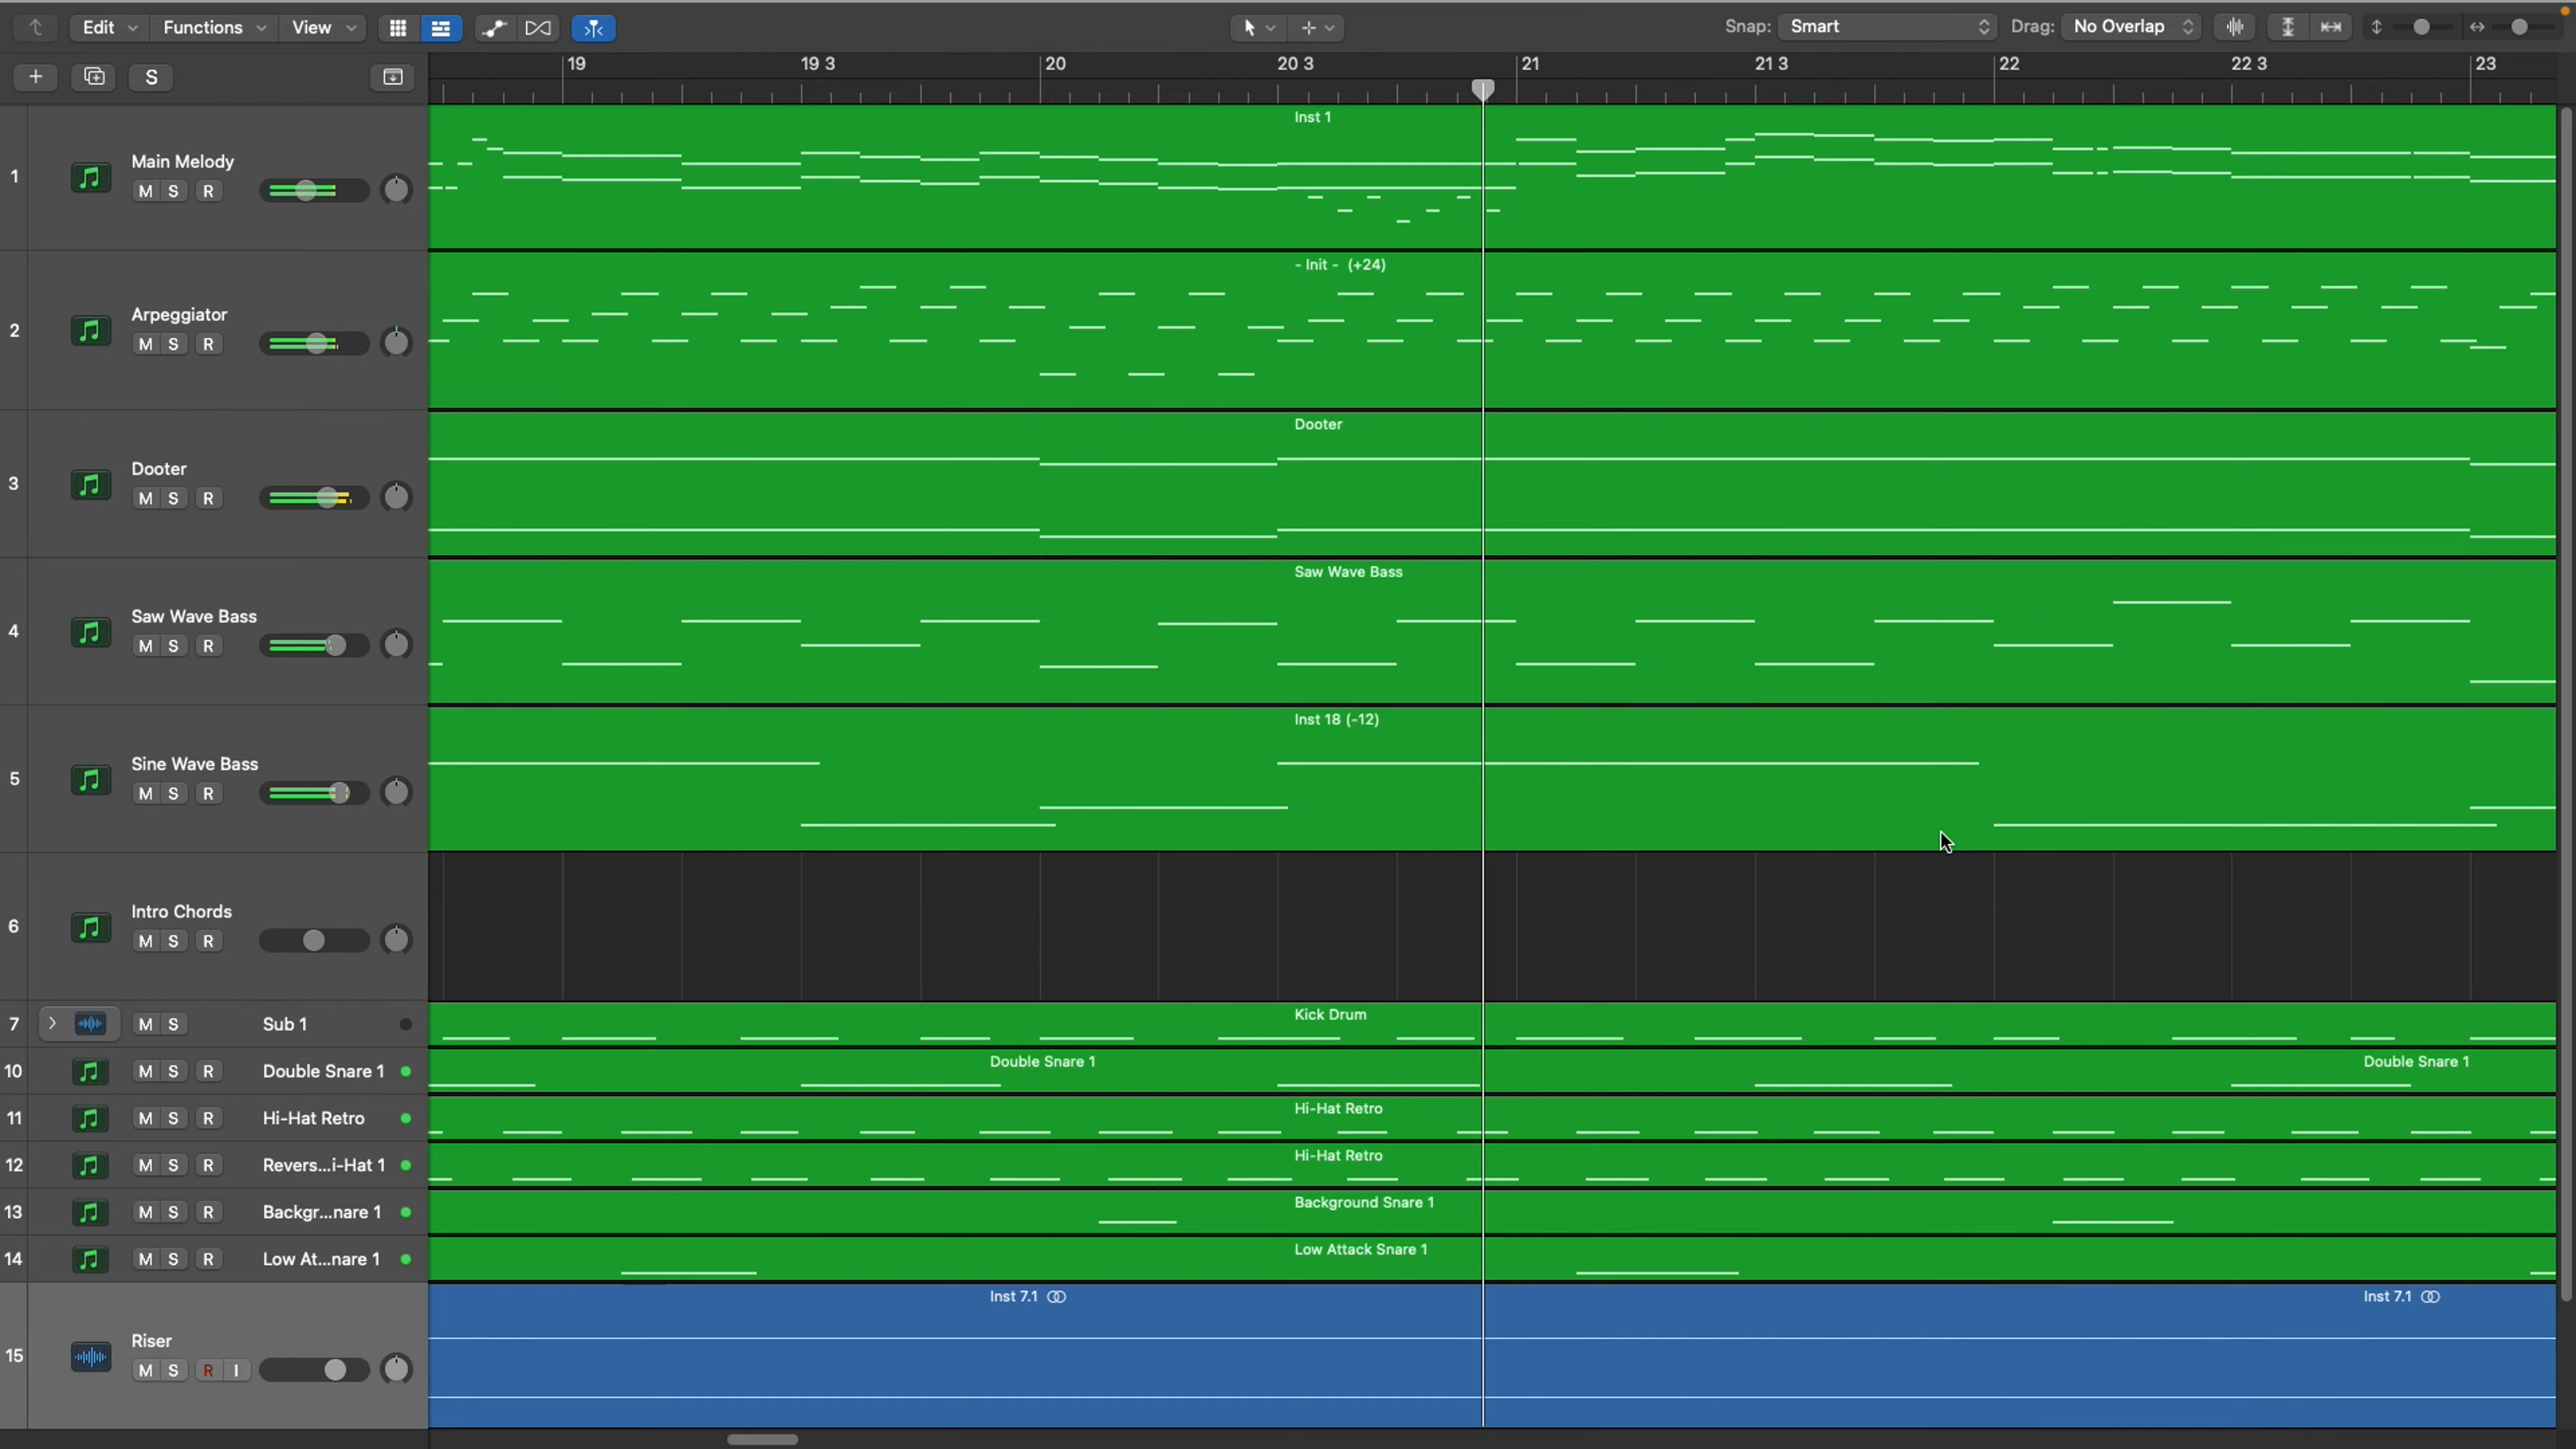 Edit Functions View Snap: Smart Drag: No Overlap
S
19 19 3 20 20 3 21 21 3 22 22 3 23
1 Main Melody
M S R
Inst 1
2 Arpeggiator
M S R
- Init - (+24)
3 Dooter
M S R
Dooter
4 Saw Wave Bass
M S R
Saw Wave Bass
5 Sine Wave Bass
M S R
Inst 18 (-12)
6 Intro Chords
M S R
7 M S Sub 1 Kick Drum
10 M S R Double Snare 1 Double Snare 1 Double Snare 1
11 M S R Hi-Hat Retro Hi-Hat Retro
12 M S R Revers...i-Hat 1 Hi-Hat Retro
13 M S R Backgr...nare 1 Background Snare 1
14 M S R Low At...nare 1 Low Attack Snare 1
15 Riser
M S R I
Inst 7.1 Inst 7.1